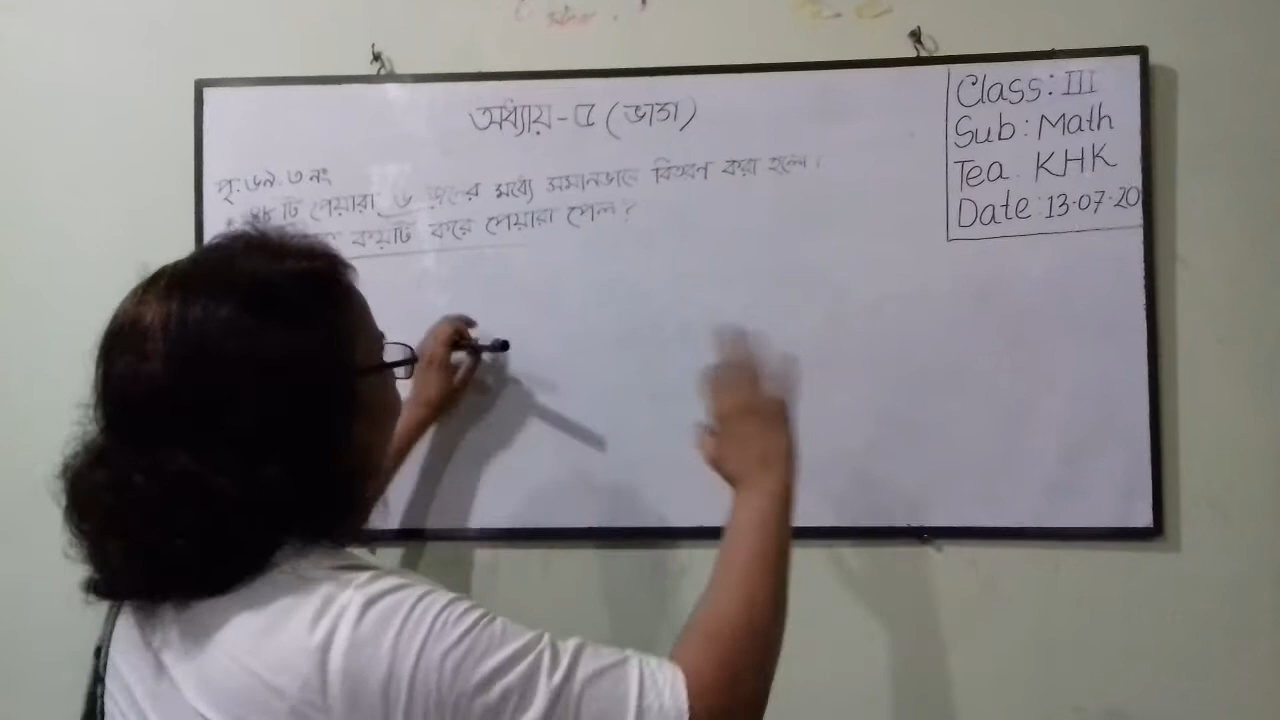 অধ্যায়-৫ (ভাগ)
Class: III
Sub: Math
Tea. KHK
Date: 13.07.20
পৃ: ৬৯. ৩ নং
৪৮ টি পেয়ারা ৬ জনের মধ্যে সমানভাবে বিতরণ করা হলো।
কয়টি করে পেয়ারা পেল?